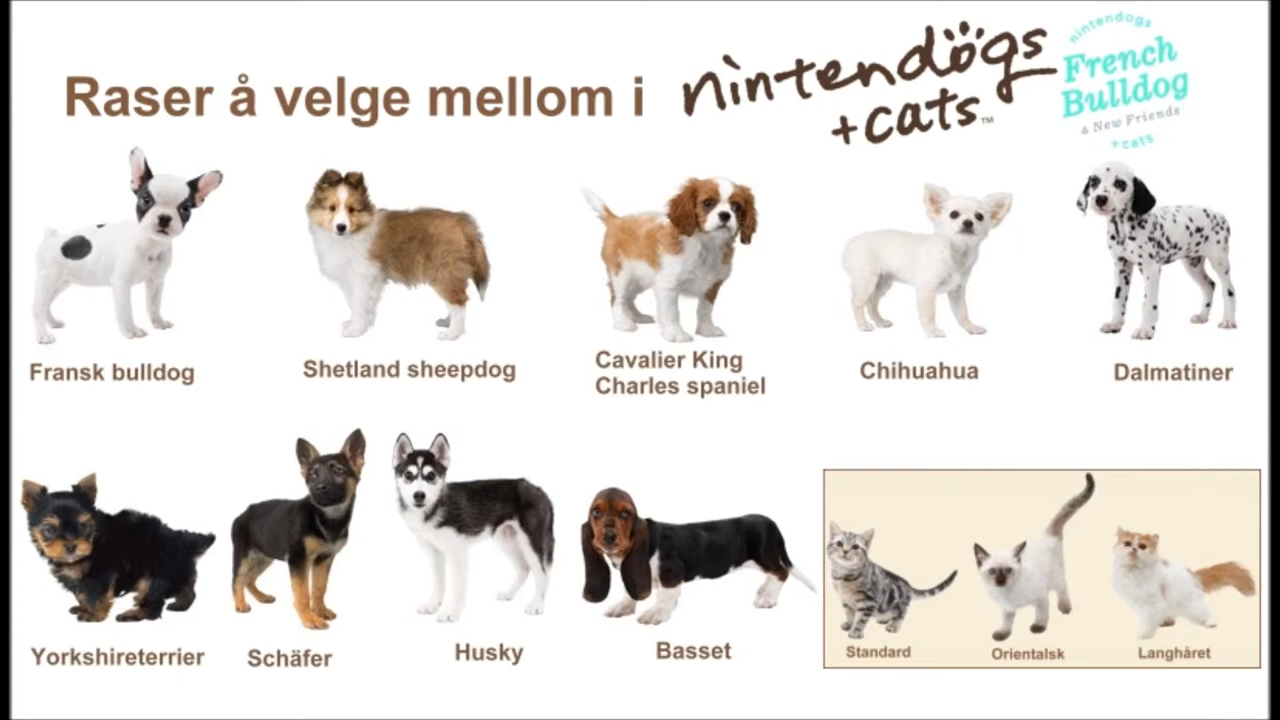 Raser å velge mellom i
nintendogs
+cats™
nintendogs
French
Bulldog
& New Friends
+cats
Fransk bulldog
Shetland sheepdog
Cavalier King
Charles spaniel
Chihuahua
Dalmatiner
Yorkshireterrier
Schäfer
Husky
Basset
Standard
Orientalsk
Langhåret